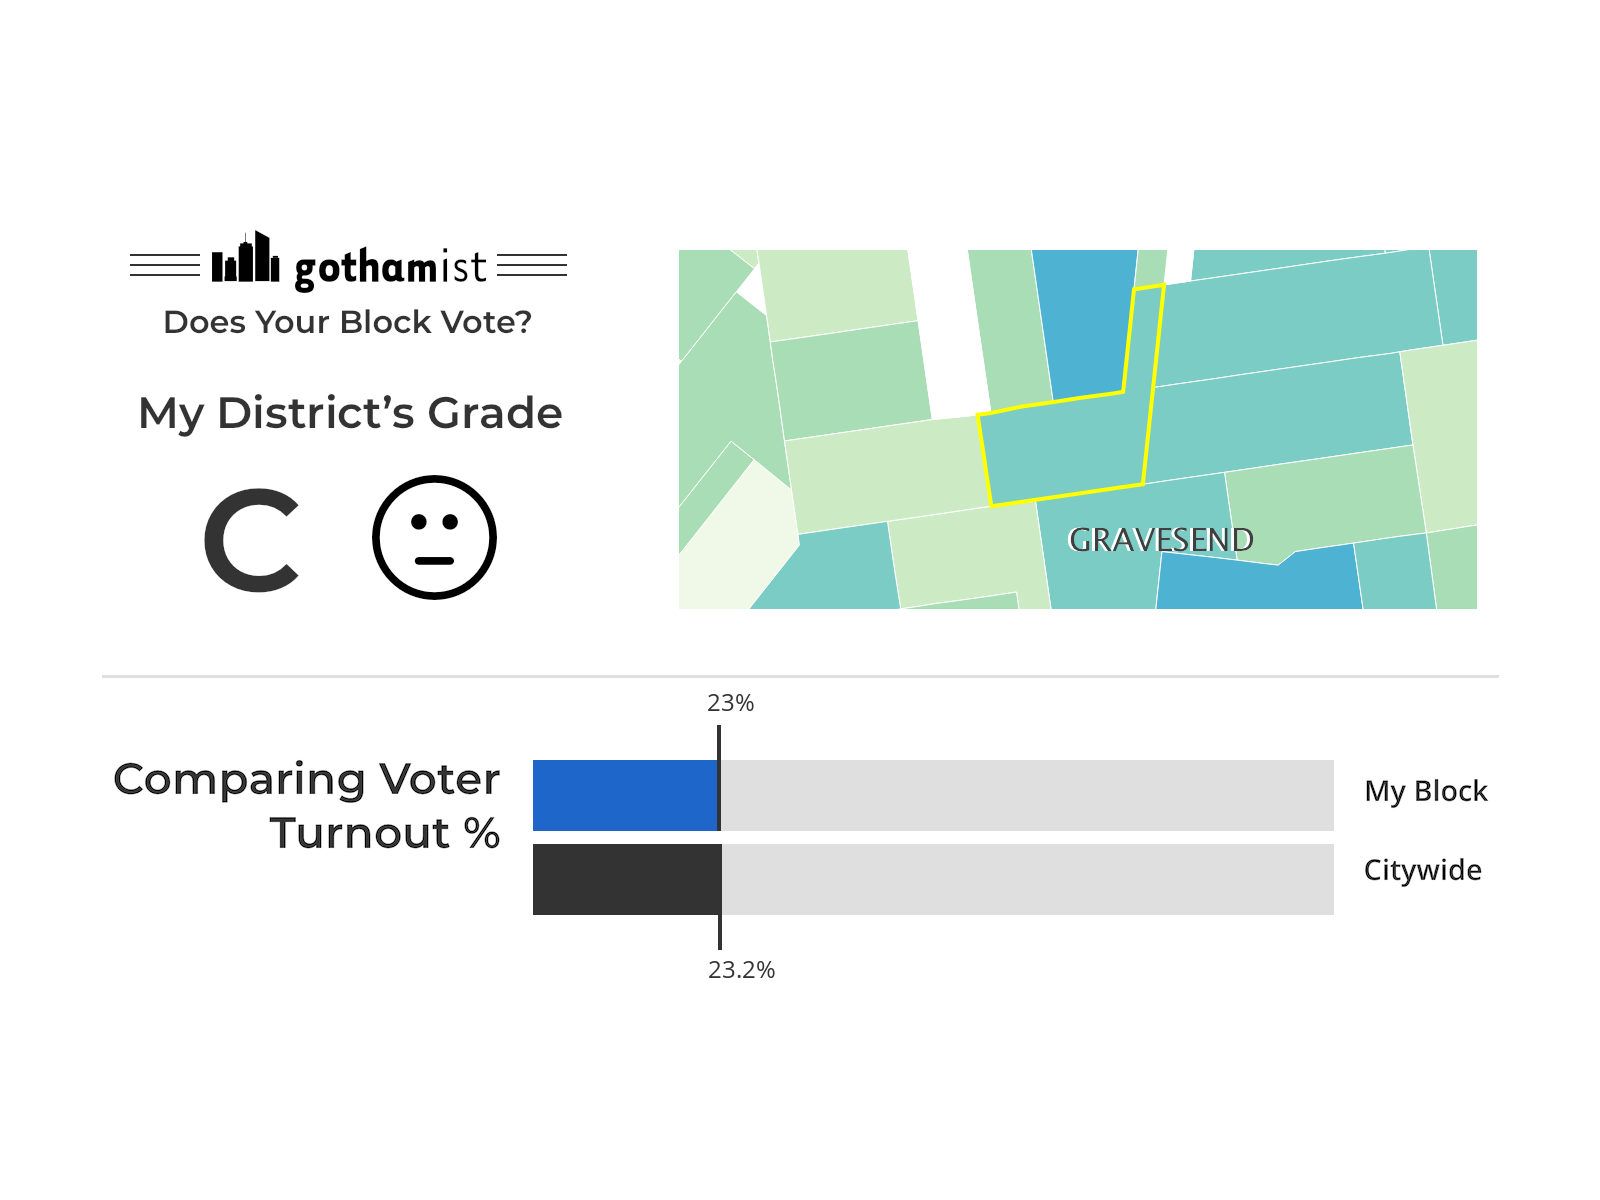 gothamist
Does Your Block Vote?
My District’s Grade
C
GRAVESEND
23%
Comparing Voter
Turnout %
My Block
Citywide
23.2%